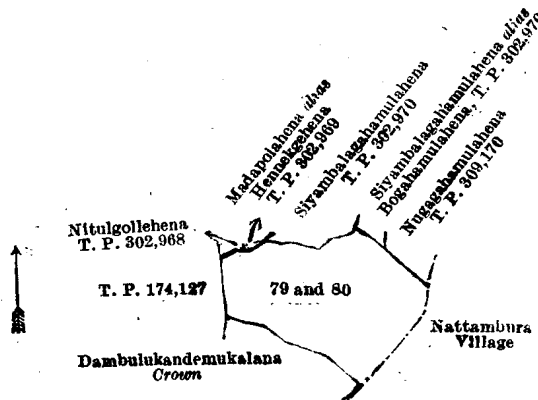 Madapolahena alias
Hennekgehena
T. P. 302,969
Siyambalagahamulahena
T. P. 302,970
Siyambalagahamulahena alias
Bogahamulahena, T. P. 302,970
Nugagahamulahena
T. P. 309,170
Nitulgollehena
T. P. 302,968
T. P. 174,127
79 and 80
Nattambura
Village
Dambulukandemukalana
Crown